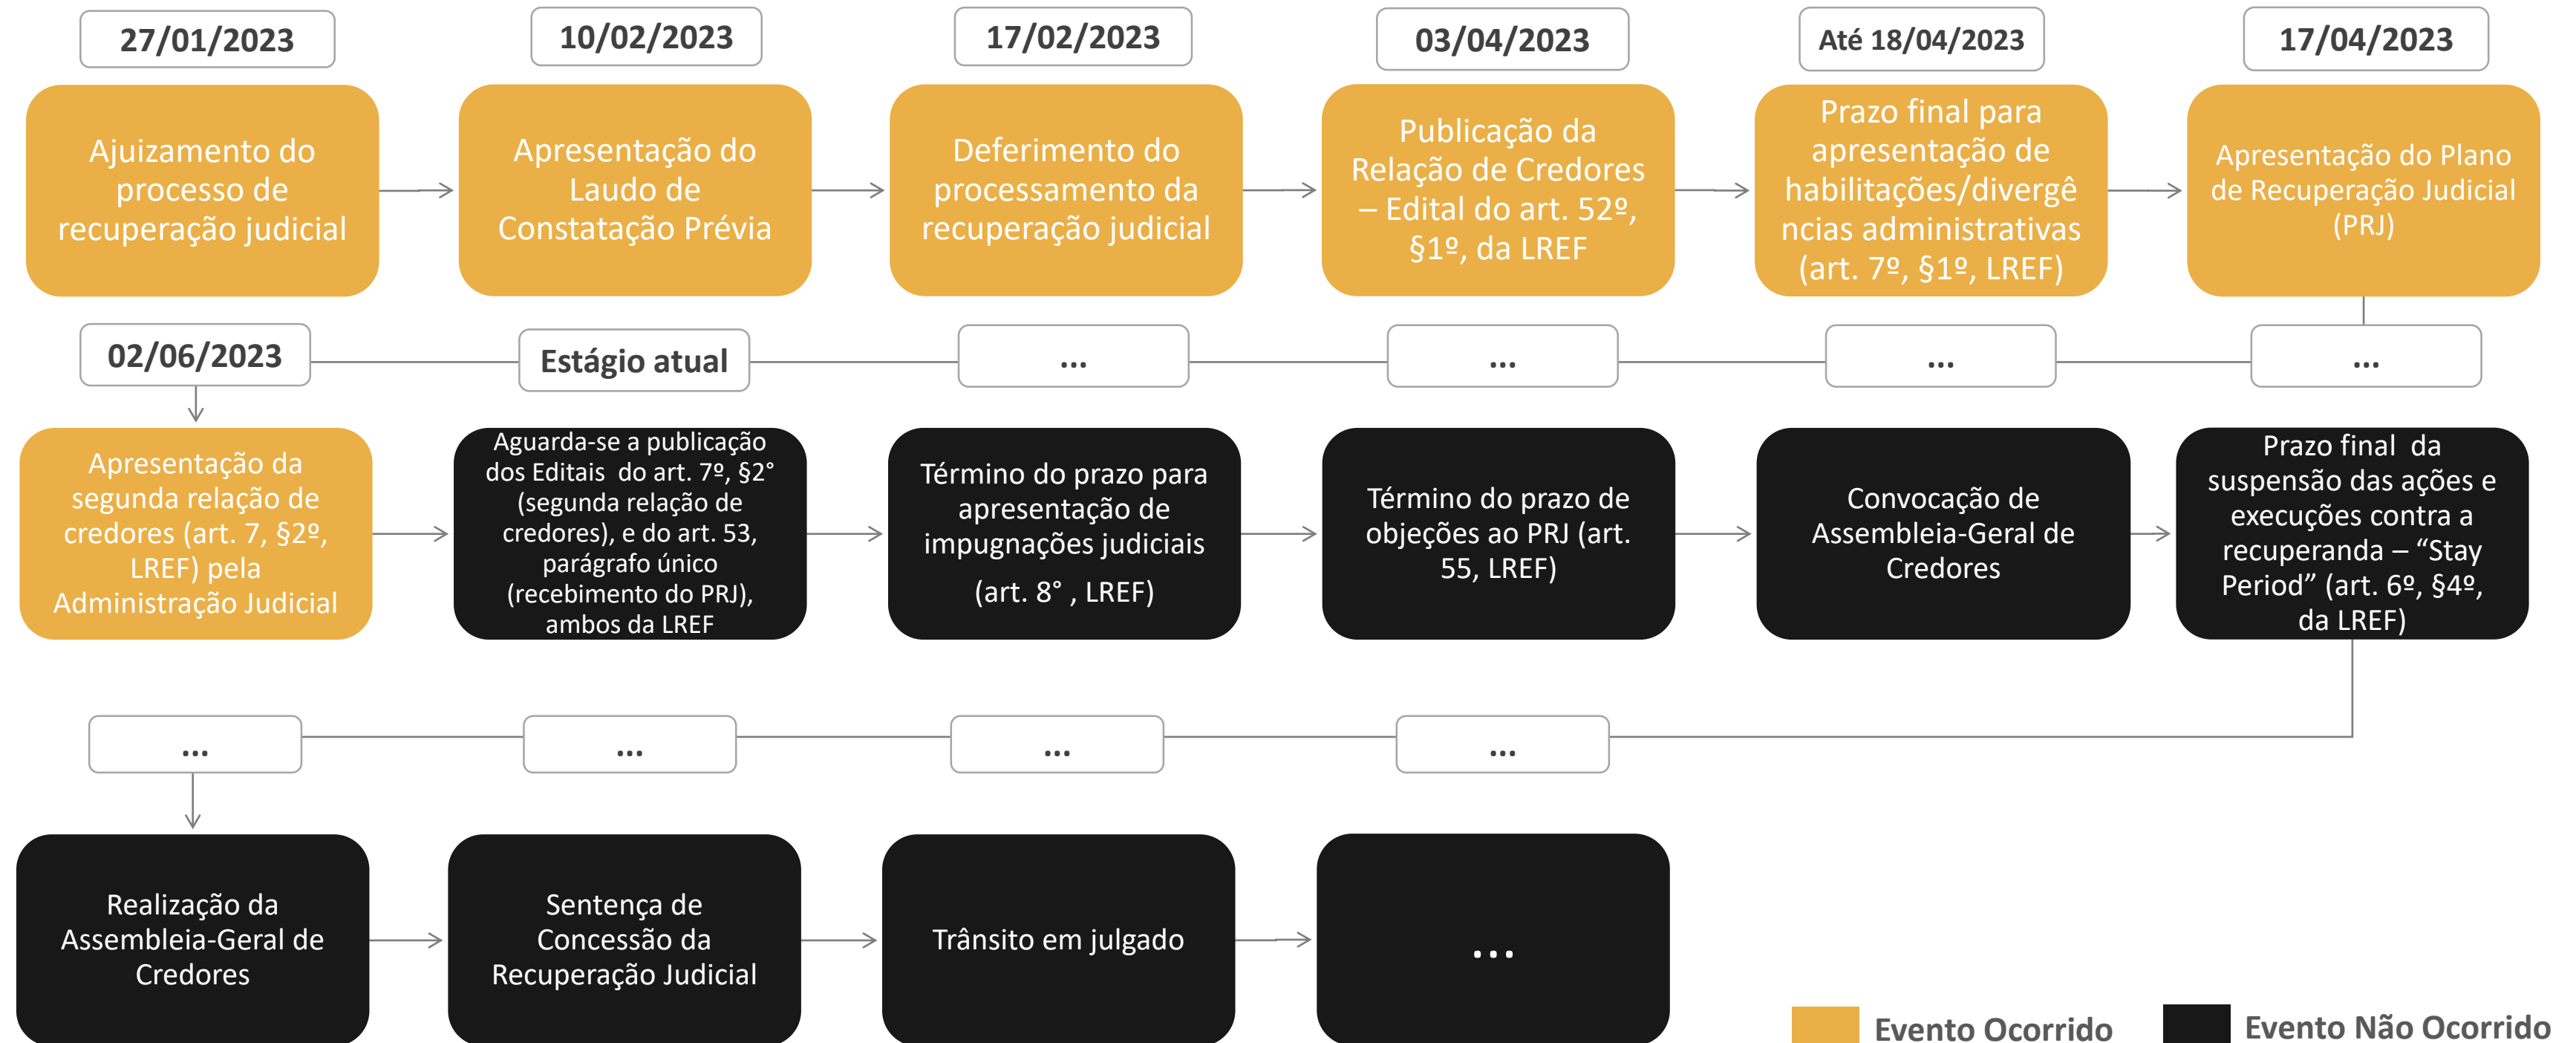 27/01/2023
10/02/2023
17/02/2023
03/04/2023
Até 18/04/2023
17/04/2023
Ajuizamento do
processo de
recuperação judicial
Apresentação do
Laudo de
Constatação Prévia
Deferimento do
processamento da
recuperação judicial
Publicação da
Relação de Credores
– Edital do art. 52º,
§1º, da LREF
Prazo final para
apresentação de
habilitações/divergê
ncias administrativas
(art. 7º, §1º, LREF)
Apresentação do Plano
de Recuperação Judicial
(PRJ)
02/06/2023
Estágio atual
...
...
...
...
Apresentação da
segunda relação de
credores (art. 7, §2º,
LREF) pela
Administração Judicial
Aguarda-se a publicação
dos Editais do art. 7º, §2°
(segunda relação de
credores), e do art. 53,
parágrafo único
(recebimento do PRJ),
ambos da LREF
Término do prazo para
apresentação de
impugnações judiciais
(art. 8° , LREF)
Término do prazo de
objeções ao PRJ (art.
55, LREF)
Convocação de
Assembleia-Geral de
Credores
Prazo final da
suspensão das ações e
execuções contra a
recuperanda – “Stay
Period” (art. 6º, §4º,
da LREF)
...
...
...
...
Realização da
Assembleia-Geral de
Credores
Sentença de
Concessão da
Recuperação Judicial
Trânsito em julgado
...
Evento Ocorrido
Evento Não Ocorrido